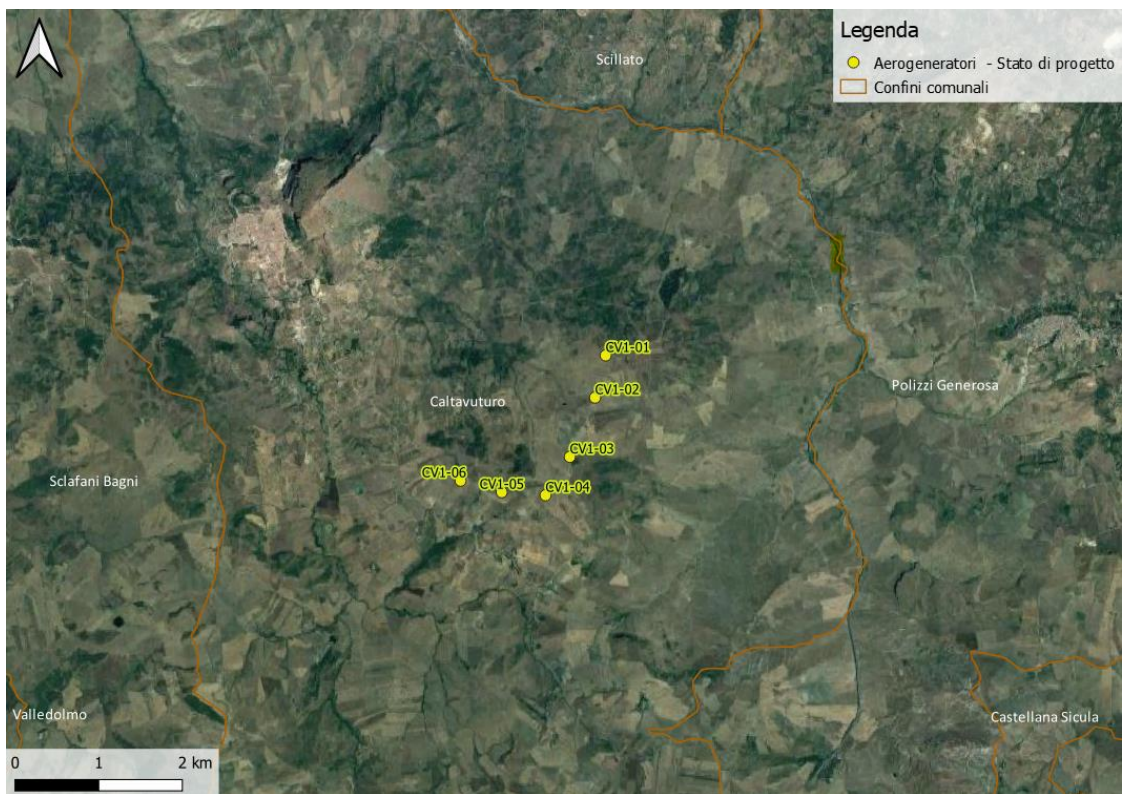 Legenda
Aerogeneratori - Stato di progetto
Confini comunali
Scillato
CV1-01
Polizzi Generosa
CV1-02
Caltavuturo
CV1-03
CV1-06
Sclafani Bagni
CV1-05
CV1-04
Valledolmo
Castellana Sicula
0 1 2 km